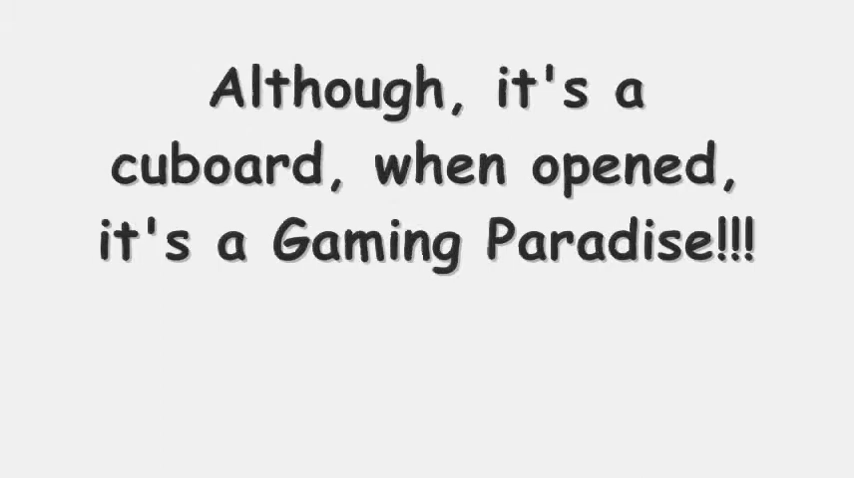 Although, it's a
cuboard, when opened,
it's a Gaming Paradise!!!